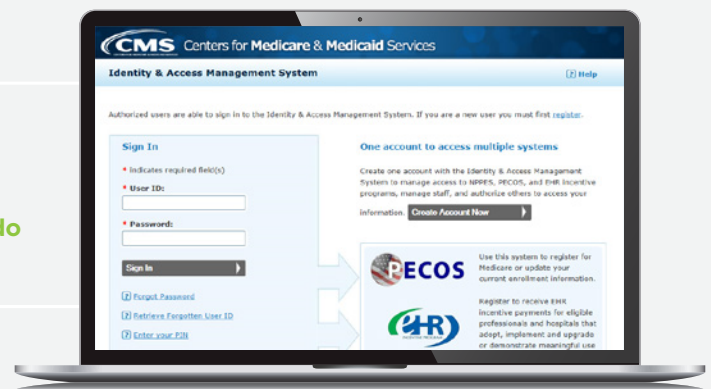 CMS Centers for Medicare & Medicaid Services
Identity & Access Management System
? Help
Authorized users are able to sign in to the Identity & Access Management System. If you are a new user you must first register.
Sign In
* indicates required field(s)
* User ID:
* Password:
Sign In
? Forgot Password
? Retrieve Forgotten User ID
? Enter your PIN
One account to access multiple systems
Create one account with the Identity & Access Management
System to manage access to NPPES, PECOS, and EHR incentive
programs, manage staff, and authorize others to access your
information. Create Account Now
PECOS
Use this system to register for
Medicare or update your
current enrollment information.
EHR
INCENTIVE PROGRAM
Register to receive EHR
incentive payments for eligible
professionals and hospitals that
adopt, implement and upgrade
or demonstrate meaningful use
do